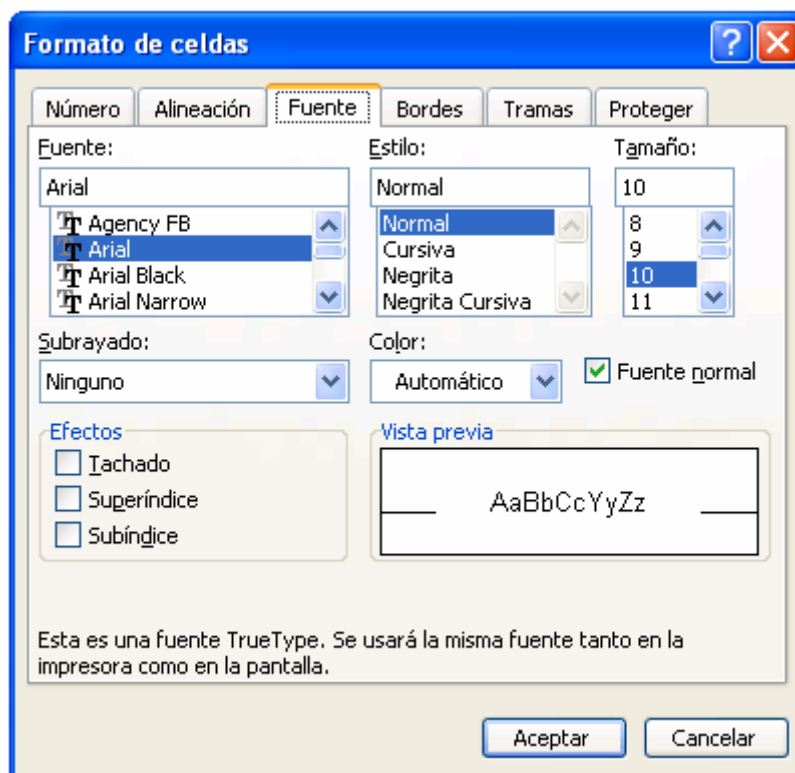 Formato de celdas
Número Alineación Fuente Bordes Tramas Proteger
Fuente: Estilo: Tamaño:
Arial Normal 10
Agency FB Normal 8
Arial Cursiva 9
Arial Black Negrita 10
Arial Narrow Negrita Cursiva 11
Subrayado: Color:
Ninguno Automático Fuente normal
Efectos Vista previa
Tachado
Superíndice AaBbCcYyZz
Subíndice
Esta es una fuente TrueType. Se usará la misma fuente tanto en la
impresora como en la pantalla.
Aceptar Cancelar